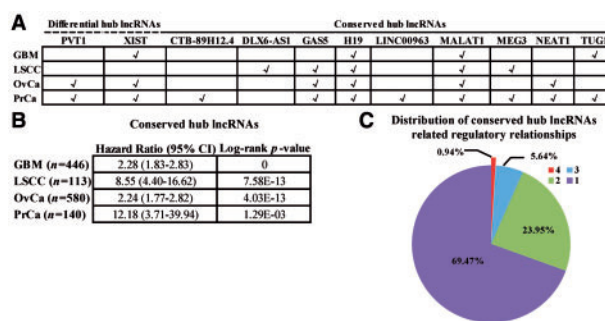 A Differential hub lncRNAs Conserved hub lncRNAs
PVT1 XIST CTB-89H12.4 DLX6-AS1 GAS5 H19 LINC00963 MALAT1 MEG3 NEAT1 TUG1
GBM √ √ √ √
LSCC √ √ √ √ √
OvCa √ √ √ √ √ √
PrCa √ √ √ √ √ √ √ √ √ √
B Conserved hub lncRNAs
Hazard Ratio (95% CI) Log-rank p-value
GBM (n=446) 2.28 (1.83-2.83) 0
LSCC (n=113) 8.55 (4.40-16.62) 7.58E-13
OvCa (n=580) 2.24 (1.77-2.82) 4.03E-13
PrCa (n=140) 12.18 (3.71-39.94) 1.29E-03
C Distribution of conserved hub lncRNAs
related regulatory relationships
0.94% 5.64%
4 3
2 1
23.95%
69.47%